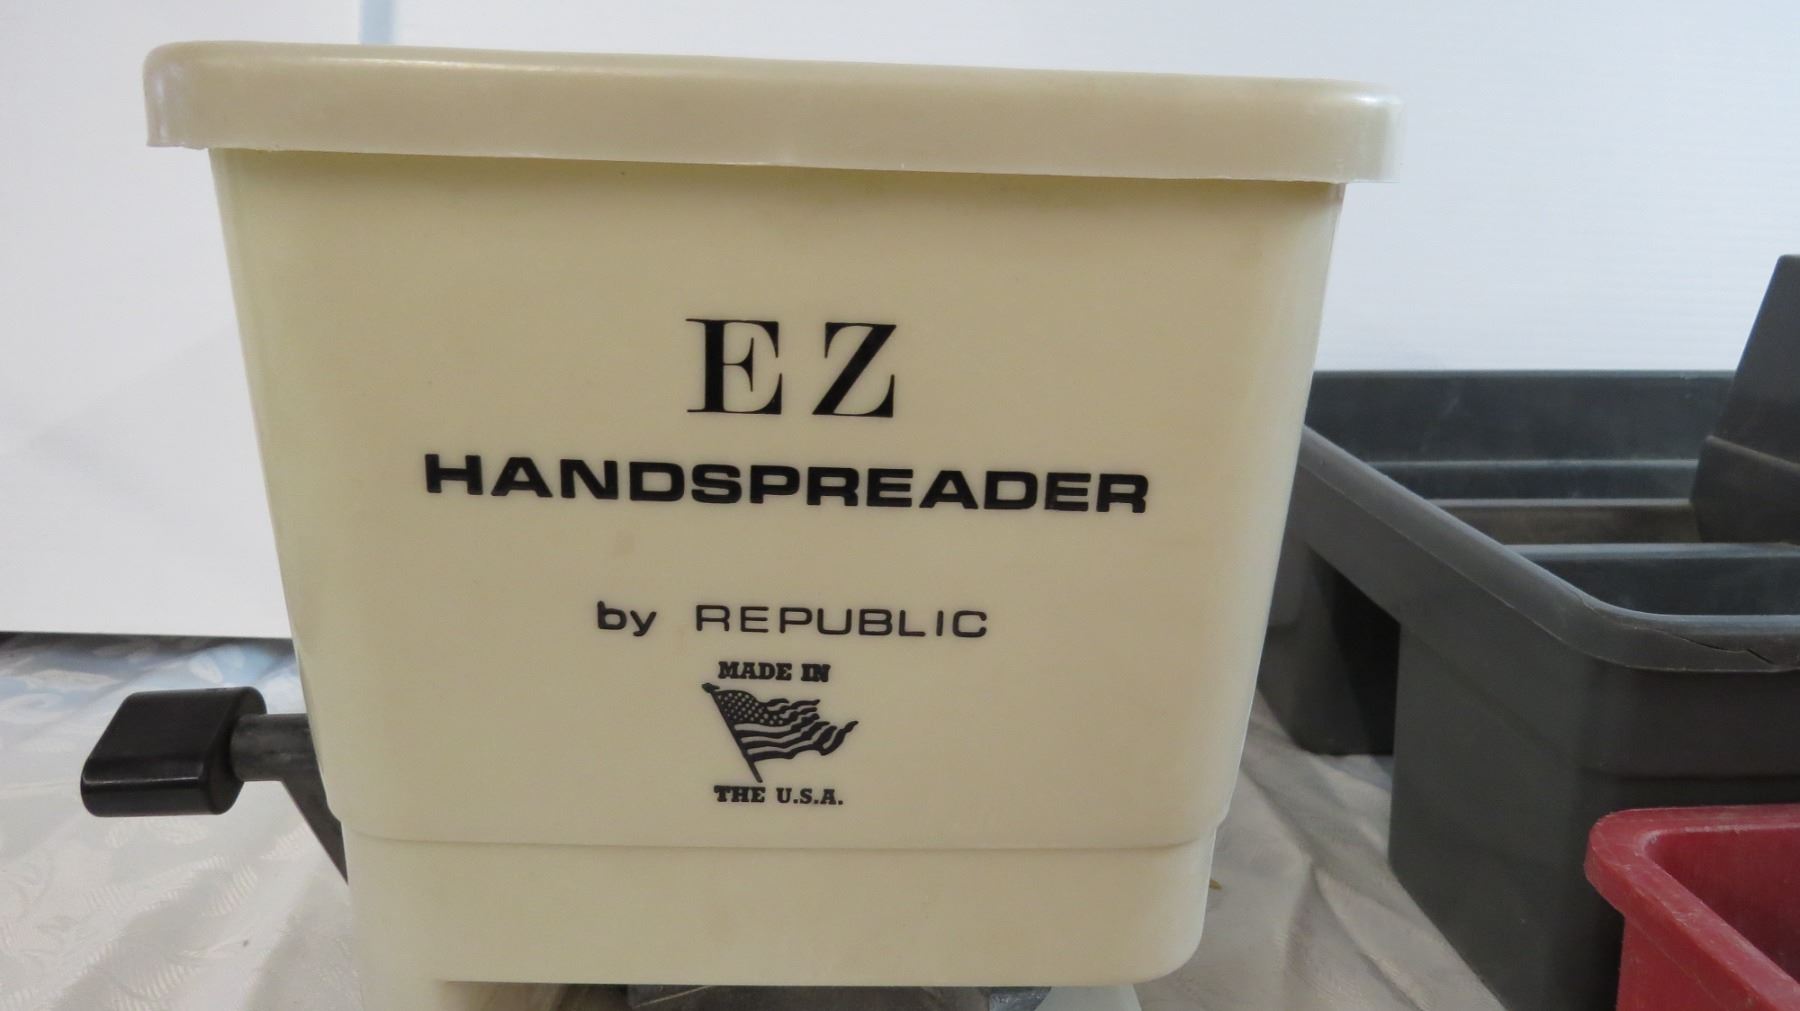 EZ
HANDSPREADER
by REPUBLIC
MADE IN
THE U.S.A.